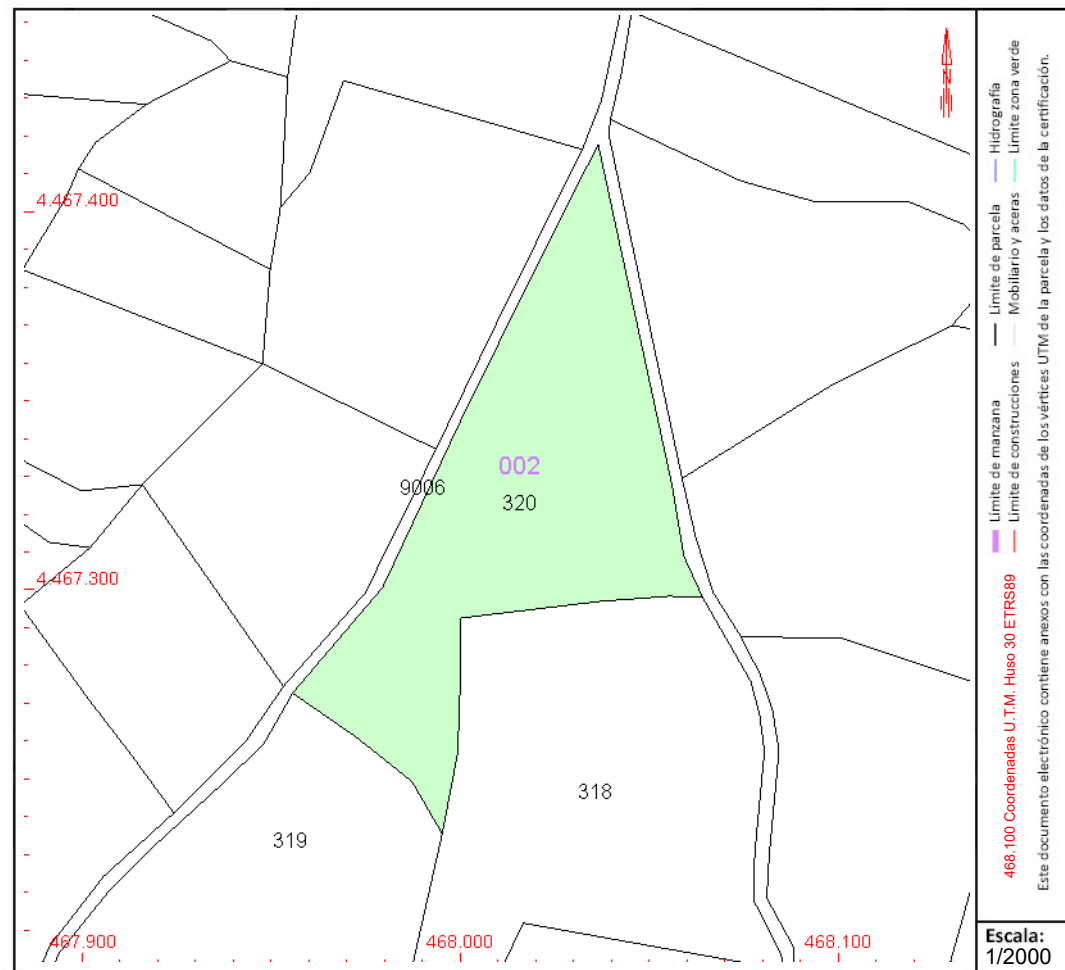 4.467.400
002
9006
320
4.467.300
318
319
467.900
468.000
468.100
N
468.100 Coordenadas U.T.M. Huso 30 ETRS89
Límite de manzana
Límite de parcela
Hidrografía
Límite de construcciones
Mobiliario y aceras
Límite zona verde
Este documento electrónico contiene anexos con las coordenadas de los vértices UTM de la parcela y los datos de la certificación.
Escala:
1/2000